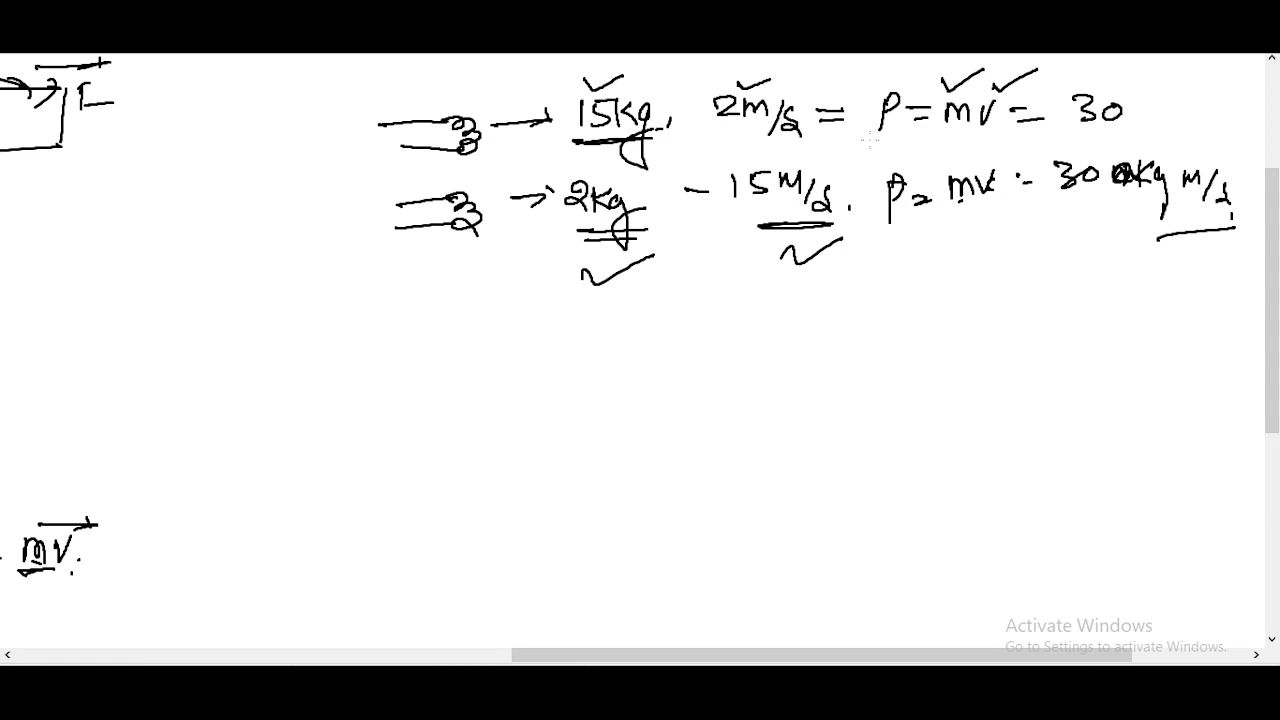 F
15kg, 2m/s = P = mv = 30
2kg - 15m/s. P = mv = 30 kg m/s
mv.
Activate Windows
Go to Settings to activate Windows.